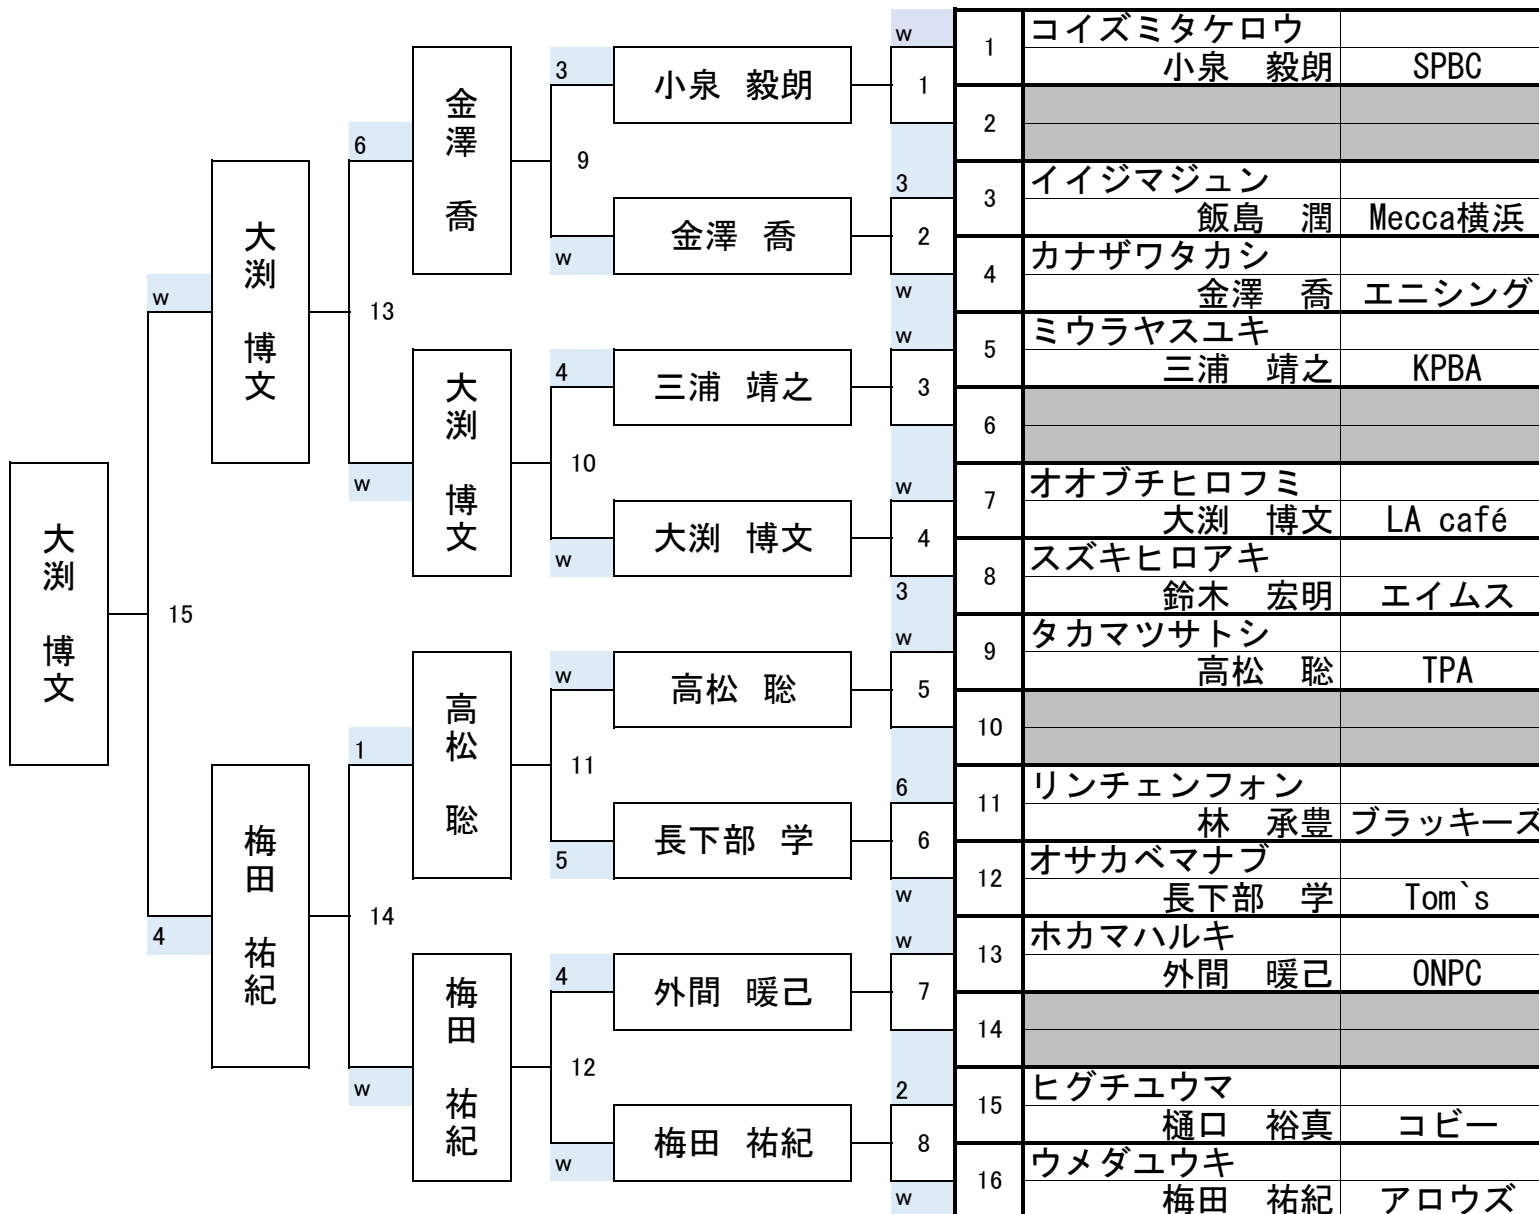 w
1 コイズミタケロウ
小泉 毅朗 SPBC
3 小泉 毅朗 1
金澤 喬
2
6
9
3
3 イイジマジュン
飯島 潤 Mecca横浜
金澤 喬 2
w
4 カナザワタカシ
金澤 喬 エニシング
w
大渕 博文
w
13
w
5 ミウラヤスユキ
三浦 靖之 KPBA
4 三浦 靖之 3
大渕 博文
6
10
w
w
7 オオブチヒロフミ
大渕 博文 LA café
大渕 博文 4
w
8 スズキヒロアキ
鈴木 宏明 エイムス
3
大渕 博文
15
w
9 タカマツサトシ
高松 聡 TPA
w 高松 聡 5
高松 聡
10
1
11
6
11 リンチェンフォン
林 承豊 ブラッキーズ
長下部 学 6
5
12 オサカベマナブ
長下部 学 Tom`s
w
梅田 祐紀
4
14
w
13 ホカマハルキ
外間 暖己 ONPC
4 外間 暖己 7
梅田 祐紀
14
12
w
2
15 ヒグチユウマ
樋口 裕真 コビー
梅田 祐紀 8
w
16 ウメダユウキ
梅田 祐紀 アロウズ
w